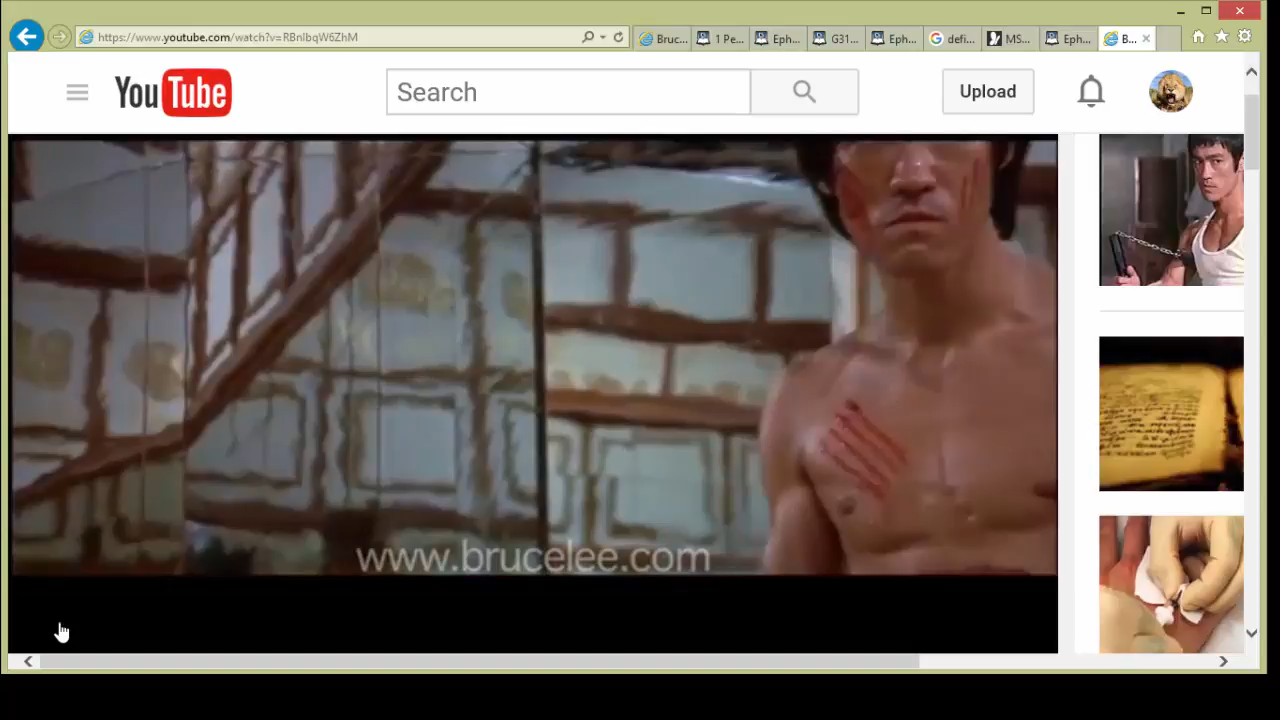 https://www.youtube.com/watch?v=RBnlbqW6ZhM
Bruc...
1 Pe...
Eph...
G31...
Eph...
defi...
MS...
Eph...
B...
YouTube
Search
Upload
www.brucelee.com